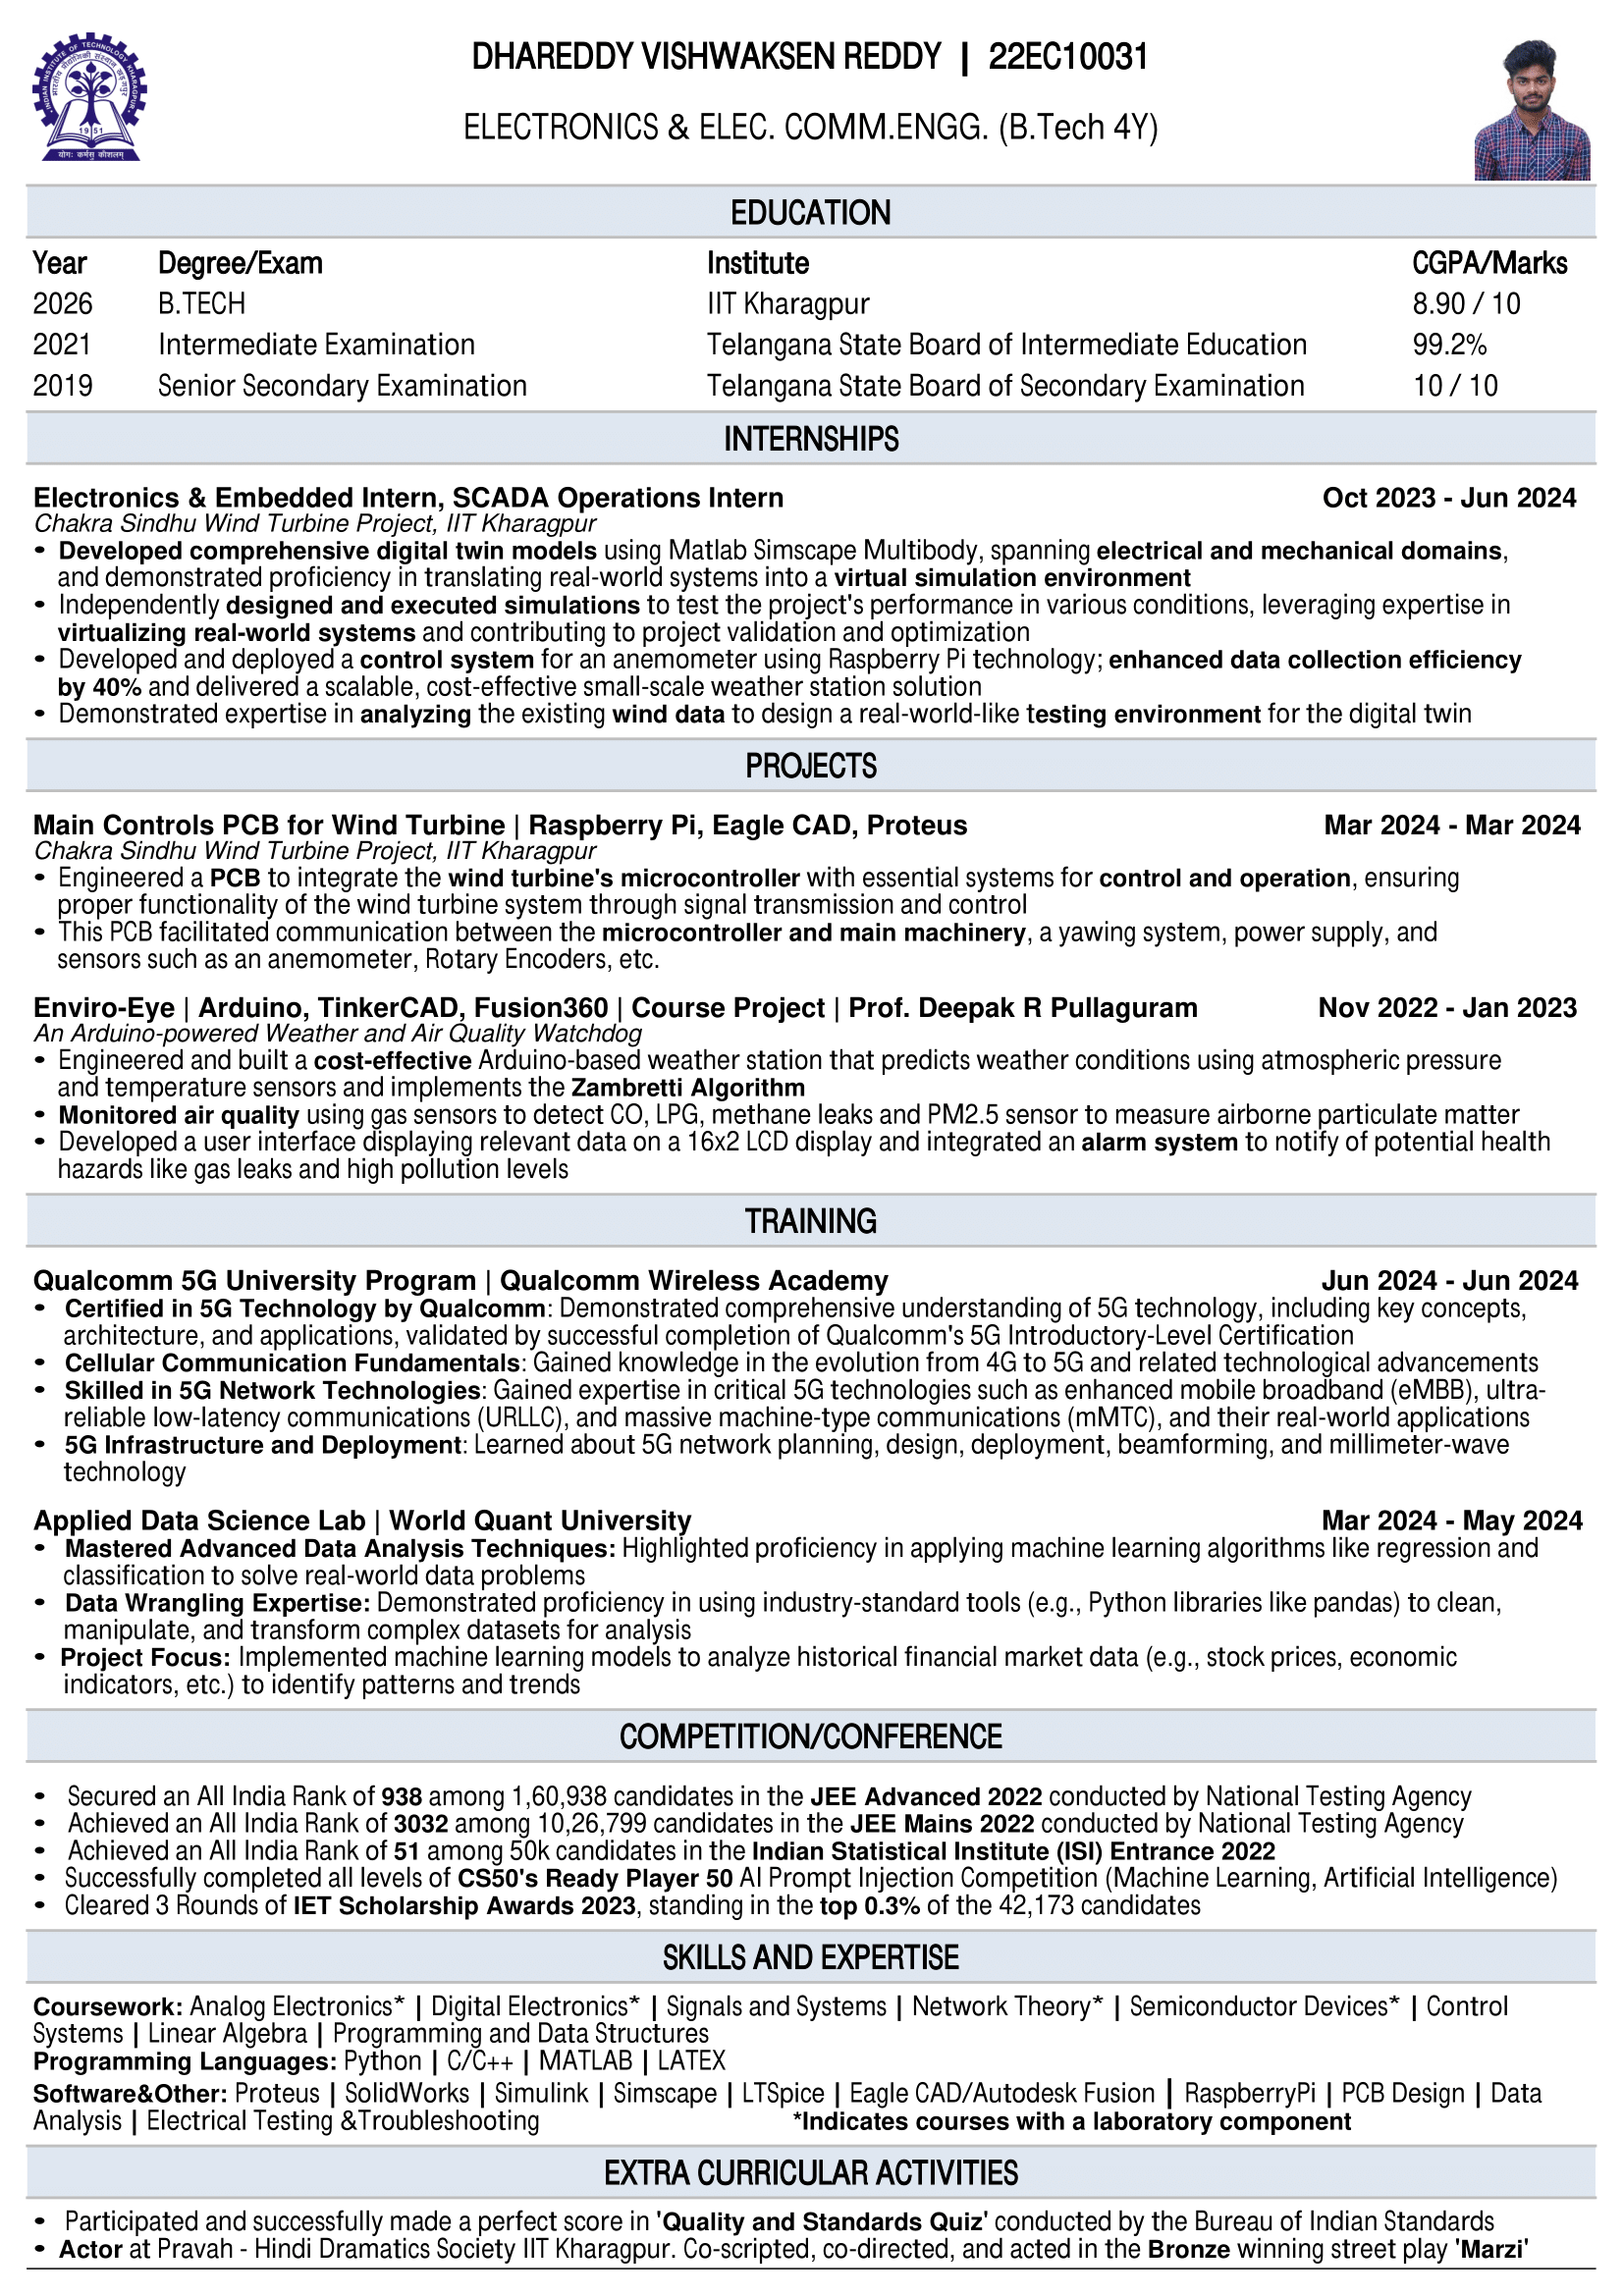 INDIAN INSTITUTE OF TECHNOLOGY KHARAGPUR
1951
योगः कर्मसु कौशलम्
DHAREDDY VISHWAKSEN REDDY | 22EC10031
ELECTRONICS & ELEC. COMM.ENGG. (B.Tech 4Y)
EDUCATION
Year Degree/Exam Institute CGPA/Marks
2026 B.TECH IIT Kharagpur 8.90 / 10
2021 Intermediate Examination Telangana State Board of Intermediate Education 99.2%
2019 Senior Secondary Examination Telangana State Board of Secondary Examination 10 / 10
INTERNSHIPS
Electronics & Embedded Intern, SCADA Operations Intern Oct 2023 - Jun 2024
Chakra Sindhu Wind Turbine Project, IIT Kharagpur
• Developed comprehensive digital twin models using Matlab Simscape Multibody, spanning electrical and mechanical domains,
and demonstrated proficiency in translating real-world systems into a virtual simulation environment
• Independently designed and executed simulations to test the project's performance in various conditions, leveraging expertise in
virtualizing real-world systems and contributing to project validation and optimization
• Developed and deployed a control system for an anemometer using Raspberry Pi technology; enhanced data collection efficiency
by 40% and delivered a scalable, cost-effective small-scale weather station solution
• Demonstrated expertise in analyzing the existing wind data to design a real-world-like testing environment for the digital twin
PROJECTS
Main Controls PCB for Wind Turbine | Raspberry Pi, Eagle CAD, Proteus Mar 2024 - Mar 2024
Chakra Sindhu Wind Turbine Project, IIT Kharagpur
• Engineered a PCB to integrate the wind turbine's microcontroller with essential systems for control and operation, ensuring
proper functionality of the wind turbine system through signal transmission and control
• This PCB facilitated communication between the microcontroller and main machinery, a yawing system, power supply, and
sensors such as an anemometer, Rotary Encoders, etc.
Enviro-Eye | Arduino, TinkerCAD, Fusion360 | Course Project | Prof. Deepak R Pullaguram Nov 2022 - Jan 2023
An Arduino-powered Weather and Air Quality Watchdog
• Engineered and built a cost-effective Arduino-based weather station that predicts weather conditions using atmospheric pressure
and temperature sensors and implements the Zambretti Algorithm
• Monitored air quality using gas sensors to detect CO, LPG, methane leaks and PM2.5 sensor to measure airborne particulate matter
• Developed a user interface displaying relevant data on a 16x2 LCD display and integrated an alarm system to notify of potential health
hazards like gas leaks and high pollution levels
TRAINING
Qualcomm 5G University Program | Qualcomm Wireless Academy Jun 2024 - Jun 2024
• Certified in 5G Technology by Qualcomm: Demonstrated comprehensive understanding of 5G technology, including key concepts,
architecture, and applications, validated by successful completion of Qualcomm's 5G Introductory-Level Certification
• Cellular Communication Fundamentals: Gained knowledge in the evolution from 4G to 5G and related technological advancements
• Skilled in 5G Network Technologies: Gained expertise in critical 5G technologies such as enhanced mobile broadband (eMBB), ultra-
reliable low-latency communications (URLLC), and massive machine-type communications (mMTC), and their real-world applications
• 5G Infrastructure and Deployment: Learned about 5G network planning, design, deployment, beamforming, and millimeter-wave
technology
Applied Data Science Lab | World Quant University Mar 2024 - May 2024
• Mastered Advanced Data Analysis Techniques: Highlighted proficiency in applying machine learning algorithms like regression and
classification to solve real-world data problems
• Data Wrangling Expertise: Demonstrated proficiency in using industry-standard tools (e.g., Python libraries like pandas) to clean,
manipulate, and transform complex datasets for analysis
• Project Focus: Implemented machine learning models to analyze historical financial market data (e.g., stock prices, economic
indicators, etc.) to identify patterns and trends
COMPETITION/CONFERENCE
• Secured an All India Rank of 938 among 1,60,938 candidates in the JEE Advanced 2022 conducted by National Testing Agency
• Achieved an All India Rank of 3032 among 10,26,799 candidates in the JEE Mains 2022 conducted by National Testing Agency
• Achieved an All India Rank of 51 among 50k candidates in the Indian Statistical Institute (ISI) Entrance 2022
• Successfully completed all levels of CS50's Ready Player 50 AI Prompt Injection Competition (Machine Learning, Artificial Intelligence)
• Cleared 3 Rounds of IET Scholarship Awards 2023, standing in the top 0.3% of the 42,173 candidates
SKILLS AND EXPERTISE
Coursework: Analog Electronics* | Digital Electronics* | Signals and Systems | Network Theory* | Semiconductor Devices* | Control
Systems | Linear Algebra | Programming and Data Structures
Programming Languages: Python | C/C++ | MATLAB | LATEX
Software&Other: Proteus | SolidWorks | Simulink | Simscape | LTSpice | Eagle CAD/Autodesk Fusion | RaspberryPi | PCB Design | Data
Analysis | Electrical Testing &Troubleshooting *Indicates courses with a laboratory component
EXTRA CURRICULAR ACTIVITIES
• Participated and successfully made a perfect score in 'Quality and Standards Quiz' conducted by the Bureau of Indian Standards
• Actor at Pravah - Hindi Dramatics Society IIT Kharagpur. Co-scripted, co-directed, and acted in the Bronze winning street play 'Marzi'